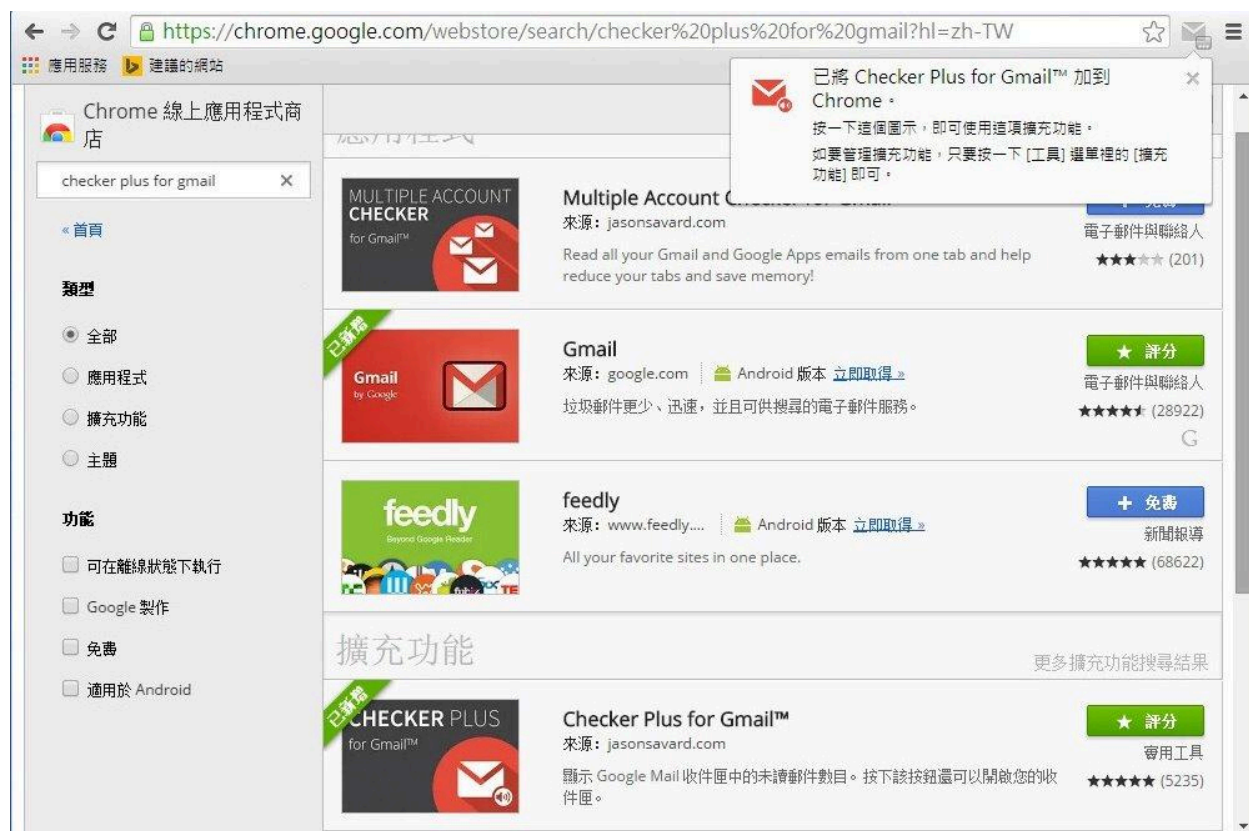 https://chrome.google.com/webstore/search/checker%20plus%20for%20gmail?hl=zh-TW
應用服務 建議的網站
已將 Checker Plus for Gmail™ 加到
Chrome。
按一下這個圖示，即可使用這項擴充功能。
如要管理擴充功能，只要按一下 [工具] 選單裡的 [擴充
功能] 即可。
Chrome 線上應用程式商
店
checker plus for gmail
«首頁
類型
全部
應用程式
擴充功能
主題
功能
可在離線狀態下執行
Google 製作
免費
適用於 Android
應用程式
MULTIPLE ACCOUNT
CHECKER
for Gmail™
Multiple Account Checker for Gmail
來源：jasonsavard.com
Read all your Gmail and Google Apps emails from one tab and help
reduce your tabs and save memory!
免費
電子郵件與聯絡人
(201)
已新增
Gmail
by Google
Gmail
來源：google.com Android 版本 立即取得 »
垃圾郵件更少、迅速，並且可供搜尋的電子郵件服務。
評分
電子郵件與聯絡人
(28922)
G
feedly
Beyond Google Reader
TE
feedly
來源：www.feedly.... Android 版本 立即取得 »
All your favorite sites in one place.
免費
新聞報導
(68622)
擴充功能
更多擴充功能搜尋結果
已新增
CHECKER PLUS
for Gmail™
Checker Plus for Gmail™
來源：jasonsavard.com
顯示 Google Mail 收件匣中的未讀郵件數目。按下該按鈕還可以開啟您的收
件匣。
評分
實用工具
(5235)